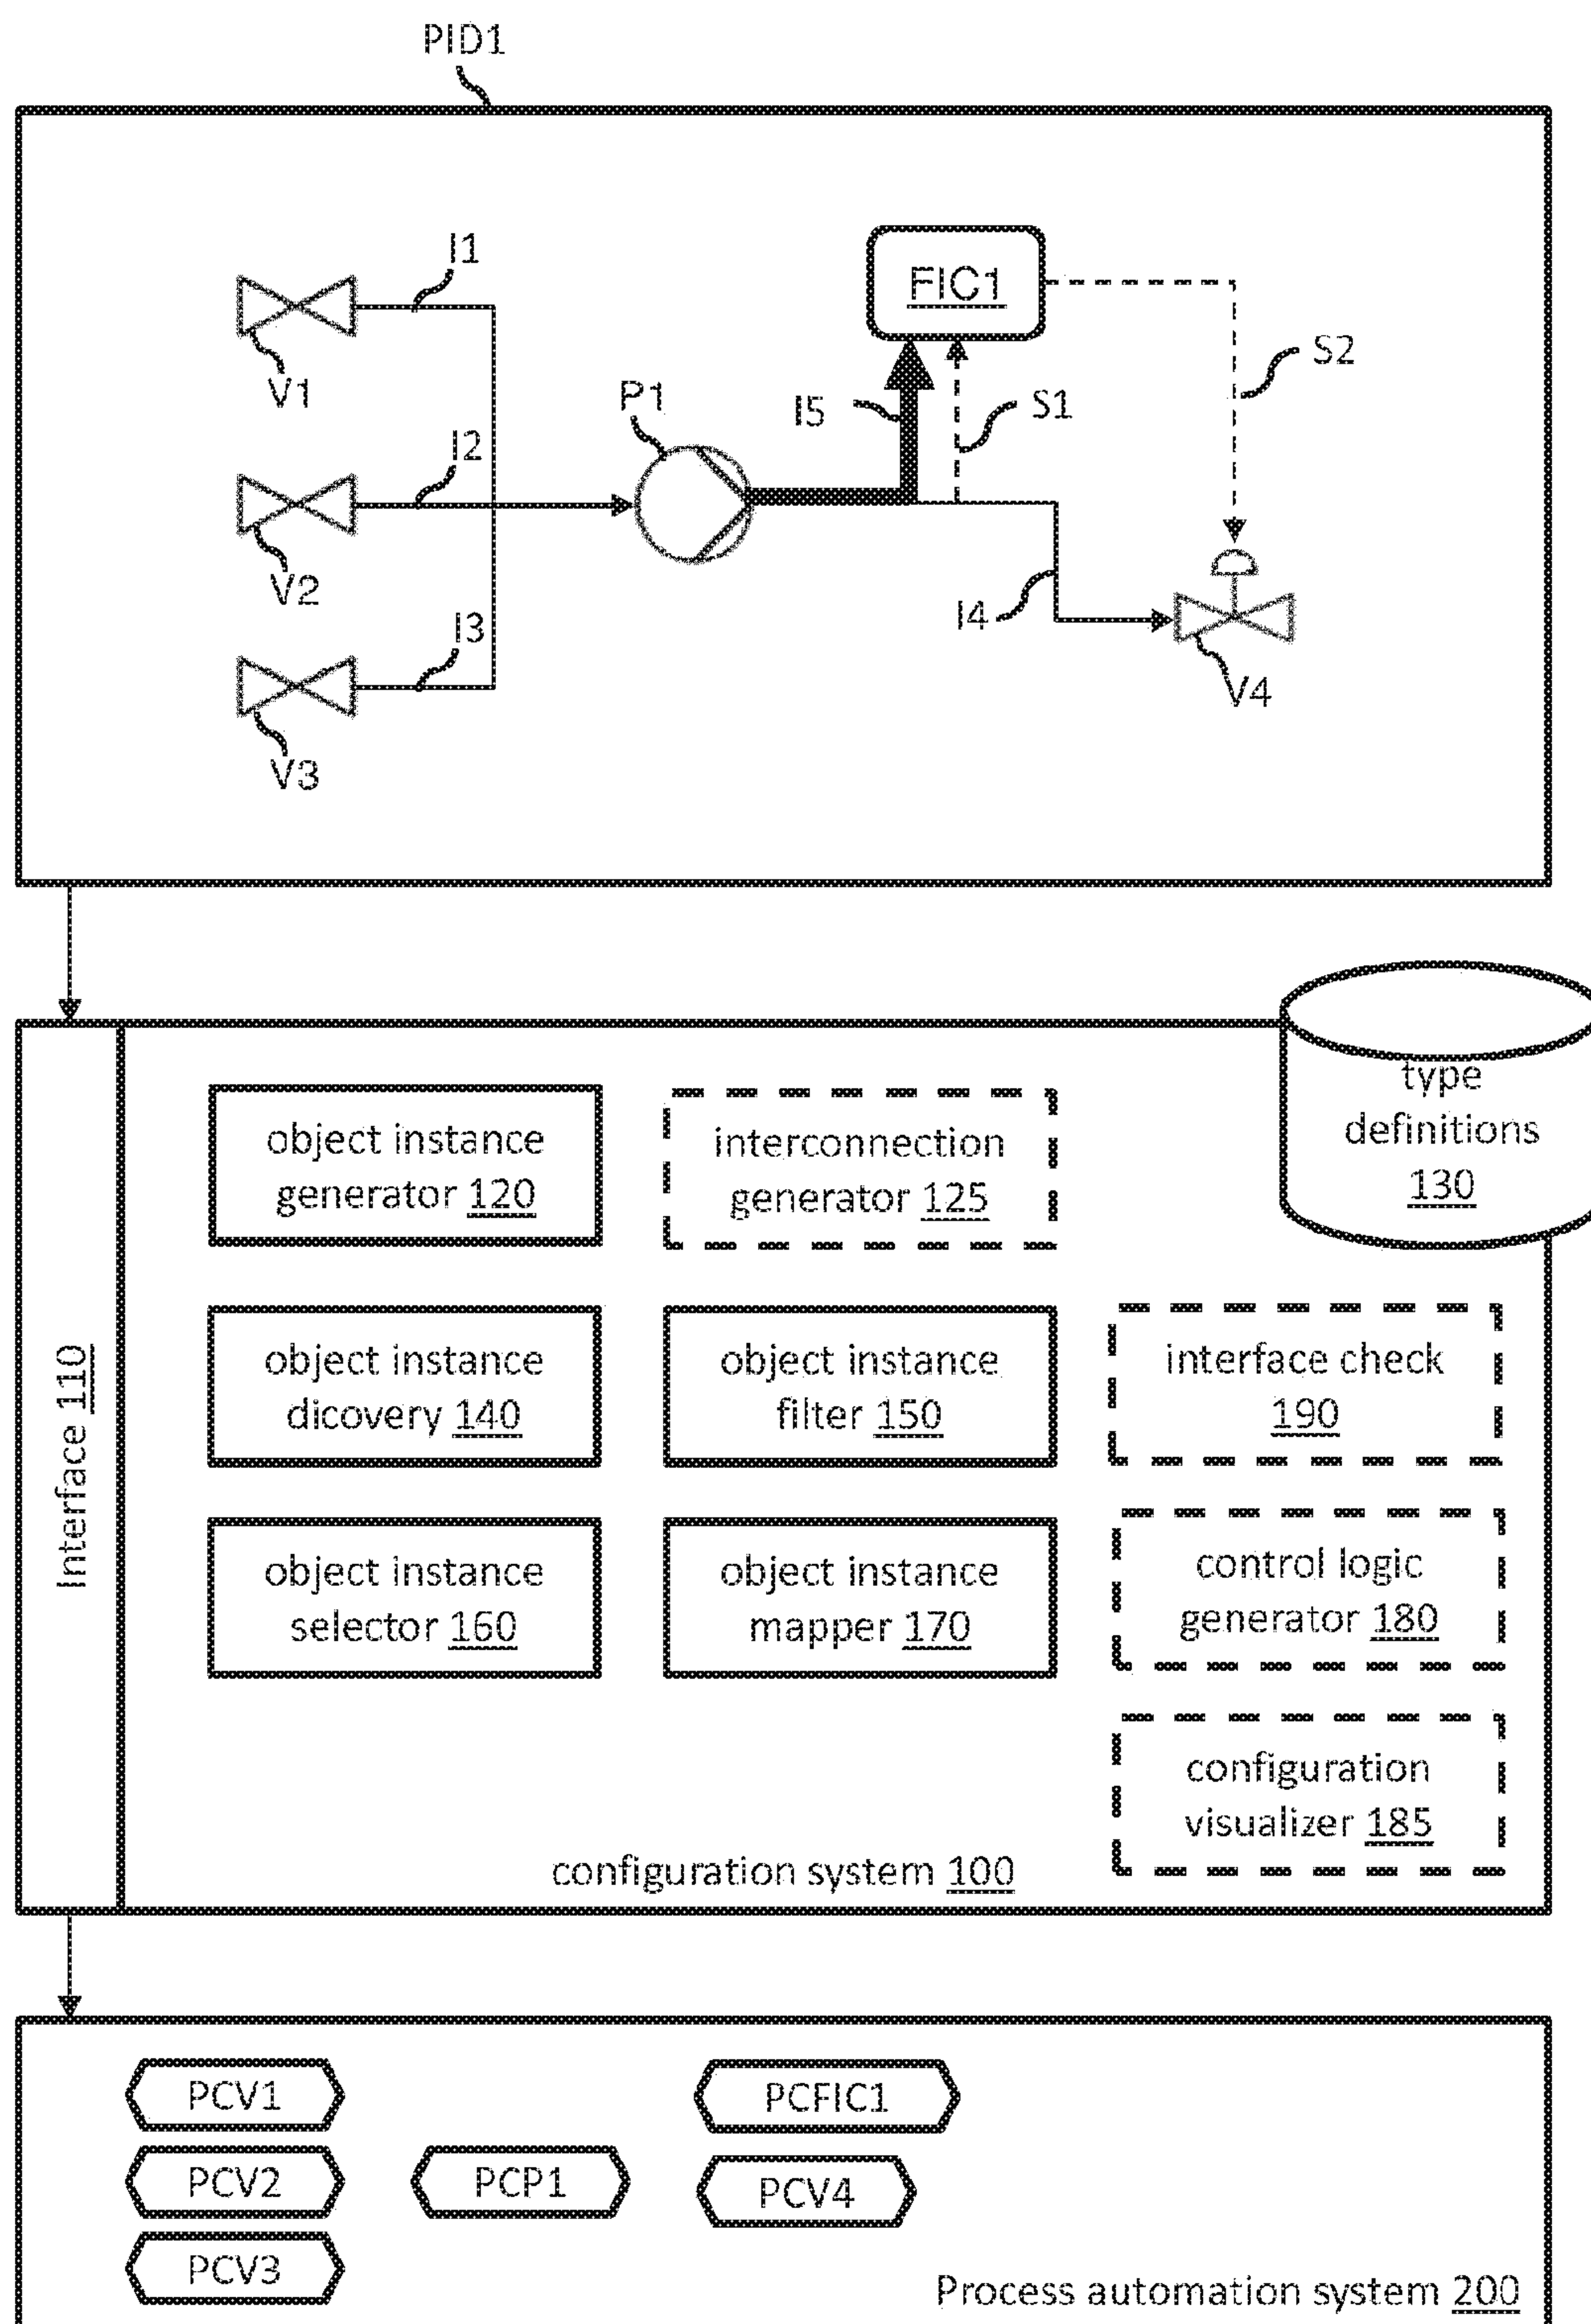 PID1
I1
FIC1
V1
S2
P1
I5
S1
I2
V2
I4
I3
V4
V3
type
definitions
130
object instance
generator 120
interconnection
generator 125
Interface 110
object instance
dicovery 140
object instance
filter 150
interface check
190
object instance
selector 160
object instance
mapper 170
control logic
generator 180
configuration
visualizer 185
configuration system 100
PCV1
PCFIC1
PCV2
PCP1
PCV4
PCV3
Process automation system 200